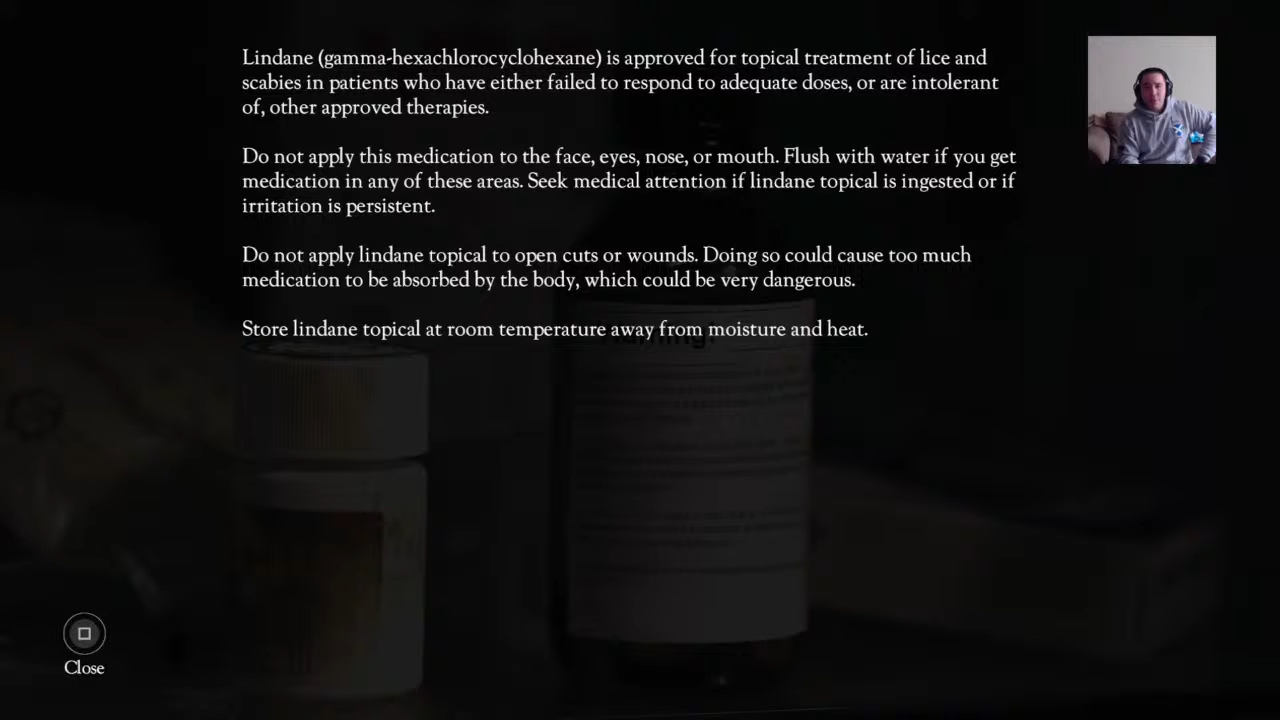 Lindane (gamma-hexachlorocyclohexane) is approved for topical treatment of lice and
scabies in patients who have either failed to respond to adequate doses, or are intolerant
of, other approved therapies.
Do not apply this medication to the face, eyes, nose, or mouth. Flush with water if you get
medication in any of these areas. Seek medical attention if lindane topical is ingested or if
irritation is persistent.
Do not apply lindane topical to open cuts or wounds. Doing so could cause too much
medication to be absorbed by the body, which could be very dangerous.
Store lindane topical at room temperature away from moisture and heat.
Warning!
Close